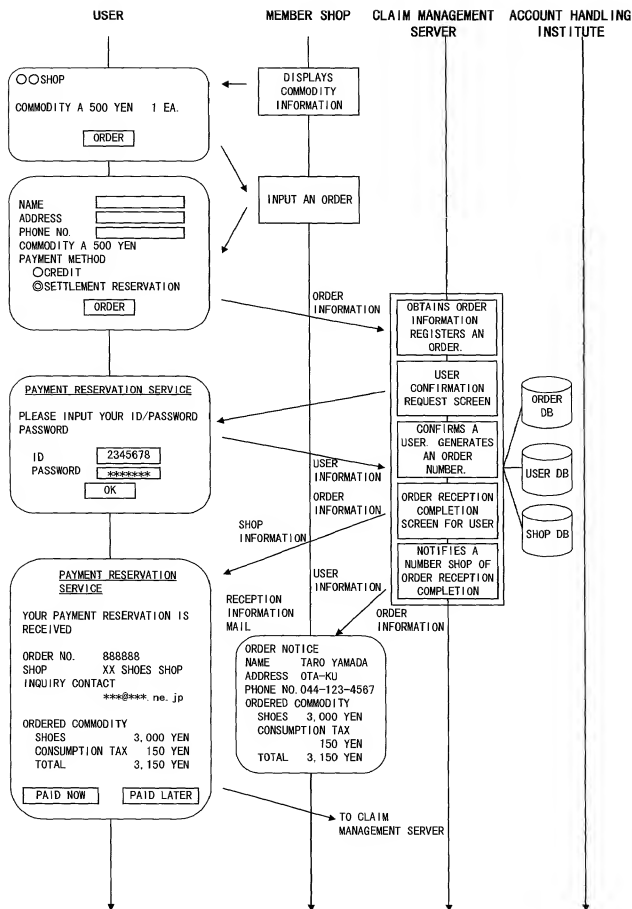 USER
MEMBER SHOP
CLAIM MANAGEMENT
SERVER
ACCOUNT HANDLING
INSTITUTE
○○SHOP
COMMODITY A 500 YEN 1 EA.
ORDER
DISPLAYS
COMMODITY
INFORMATION
INPUT AN ORDER
NAME
ADDRESS
PHONE NO.
COMMODITY A 500 YEN
PAYMENT METHOD
○CREDIT
◎SETTLEMENT RESERVATION
ORDER
ORDER
INFORMATION
OBTAINS ORDER
INFORMATION
REGISTERS AN
ORDER.
USER
CONFIRMATION
REQUEST SCREEN
PAYMENT RESERVATION SERVICE
PLEASE INPUT YOUR ID/PASSWORD
PASSWORD
ID 2345678
PASSWORD *******
OK
USER
INFORMATION
CONFIRMS A
USER. GENERATES
AN ORDER
NUMBER.
ORDER
DB
USER DB
SHOP DB
ORDER
INFORMATION
ORDER RECEPTION
COMPLETION
SCREEN FOR USER
SHOP
INFORMATION
NOTIFIES A
NUMBER SHOP OF
ORDER RECEPTION
COMPLETION
USER
INFORMATION
RECEPTION
INFORMATION
MAIL
ORDER
INFORMATION
PAYMENT RESERVATION
SERVICE
YOUR PAYMENT RESERVATION IS
RECEIVED
ORDER NO. 888888
SHOP XX SHOES SHOP
INQUIRY CONTACT
***@***.ne.jp
ORDERED COMMODITY
SHOES 3,000 YEN
CONSUMPTION TAX 150 YEN
TOTAL 3,150 YEN
PAID NOW PAID LATER
ORDER NOTICE
NAME TARO YAMADA
ADDRESS OTA-KU
PHONE NO. 044-123-4567
ORDERED COMMODITY
SHOES 3,000 YEN
CONSUMPTION TAX
150 YEN
TOTAL 3,150 YEN
TO CLAIM
MANAGEMENT SERVER